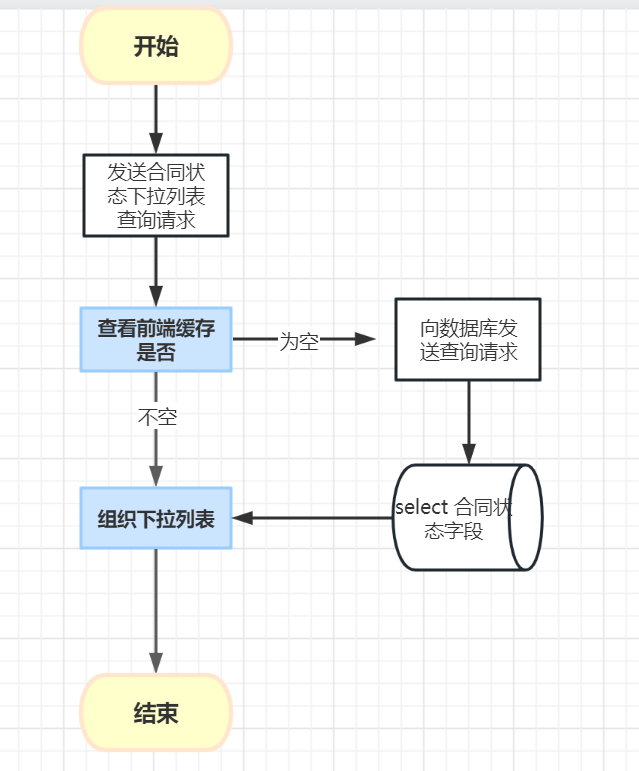 开始
发送合同状
态下拉列表
查询请求
查看前端缓存
是否
为空
向数据库发
送查询请求
不空
select 合同状
态字段
组织下拉列表
结束